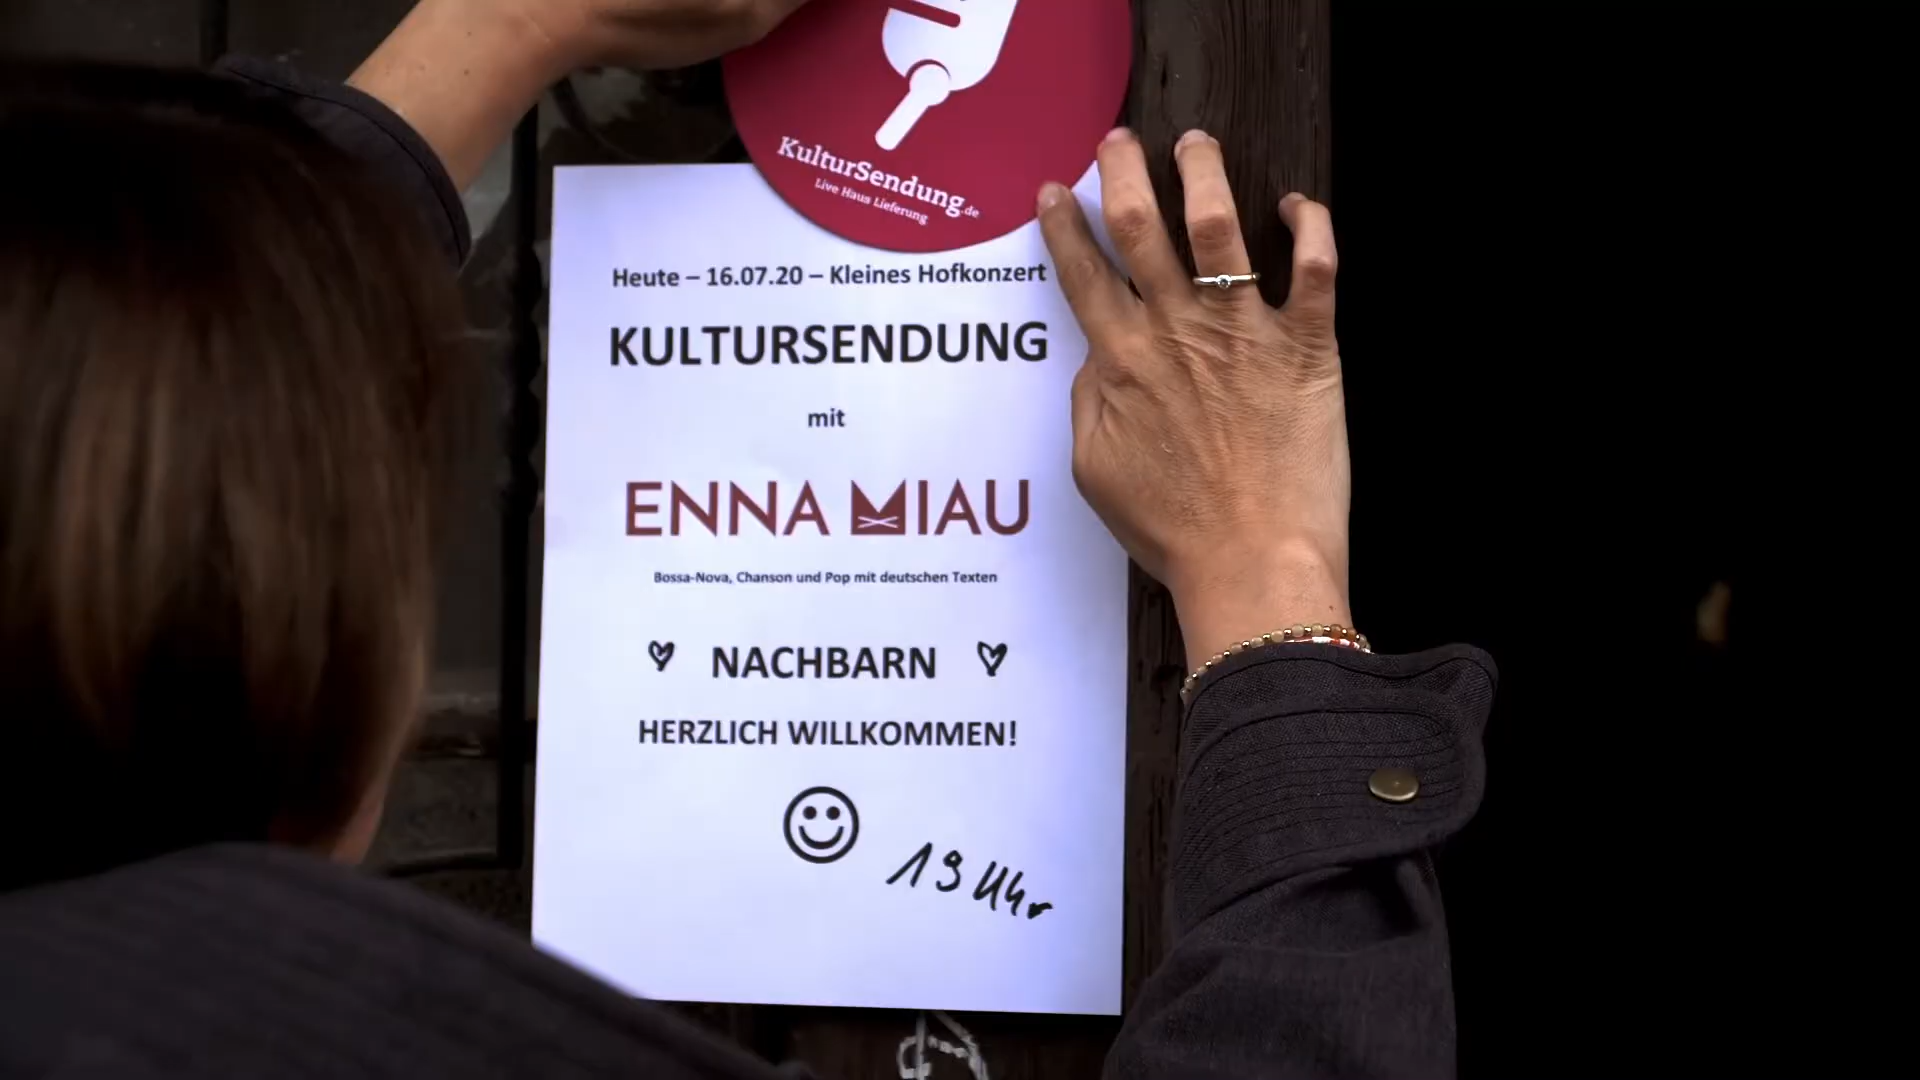 KulturSendung.de
Live Haus Lieferung
Heute – 16.07.20 – Kleines Hofkonzert
KULTURSENDUNG
mit
ENNA MIAU
Bossa-Nova, Chanson und Pop mit deutschen Texten
NACHBARN
HERZLICH WILLKOMMEN!
19 Uhr